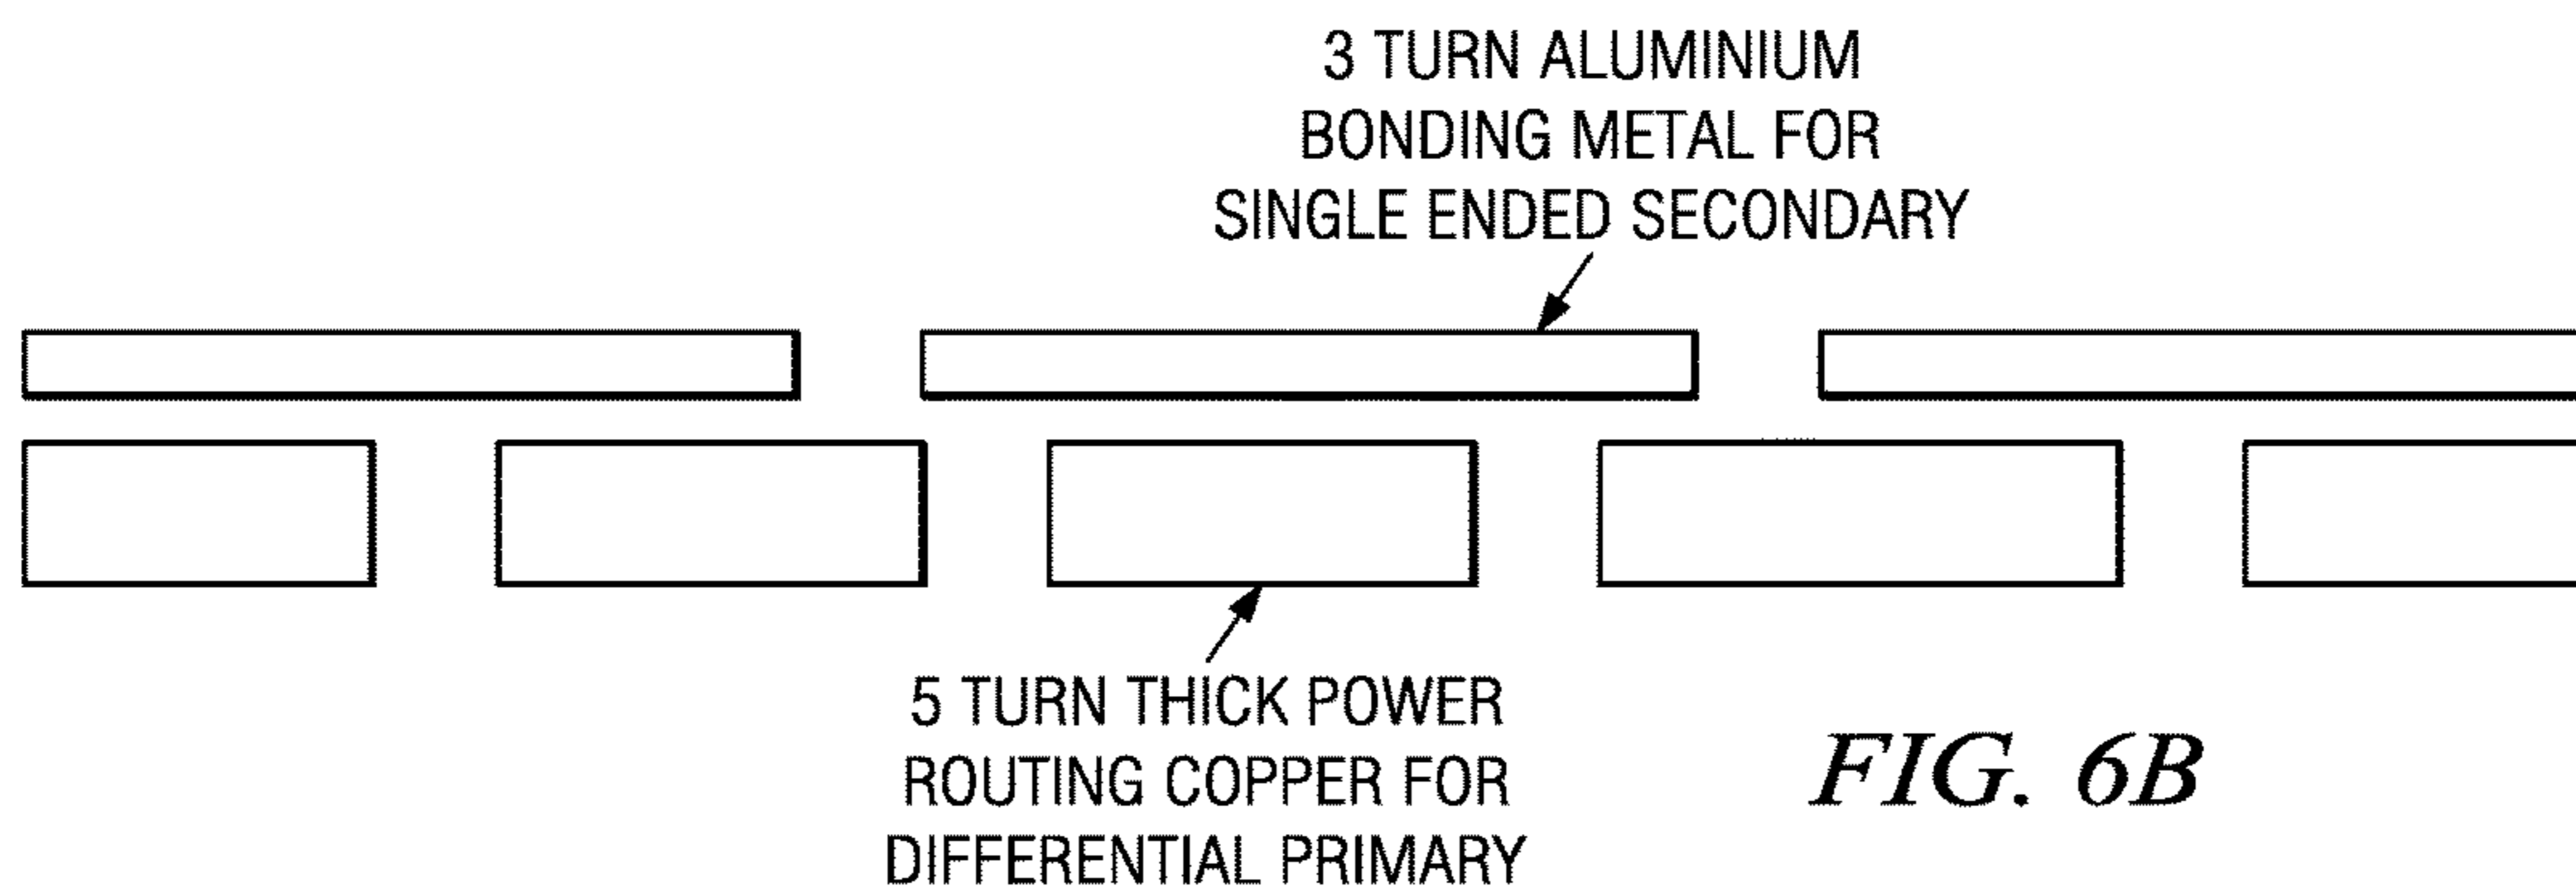 3 TURN ALUMINIUM
BONDING METAL FOR
SINGLE ENDED SECONDARY
5 TURN THICK POWER
ROUTING COPPER FOR
DIFFERENTIAL PRIMARY
FIG. 6B